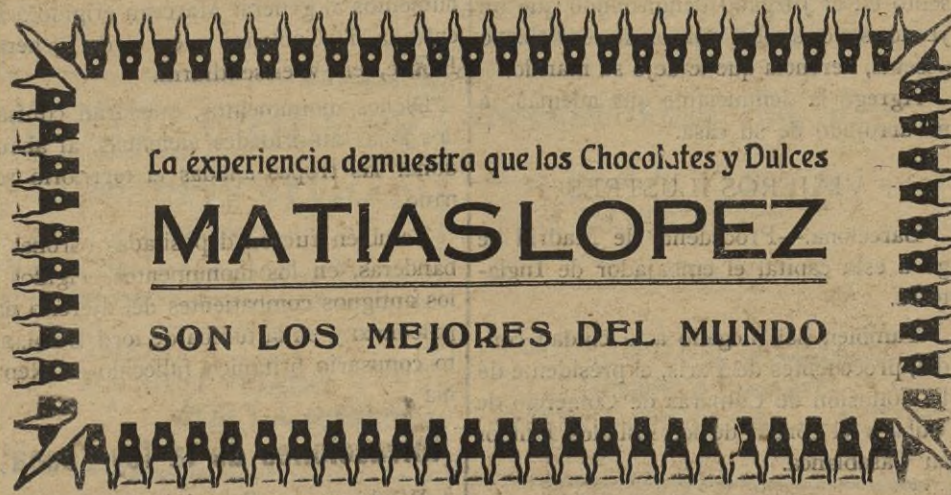 La experiencia demuestra que los Chocolates y Dulces
MATIAS LOPEZ
SON LOS MEJORES DEL MUNDO